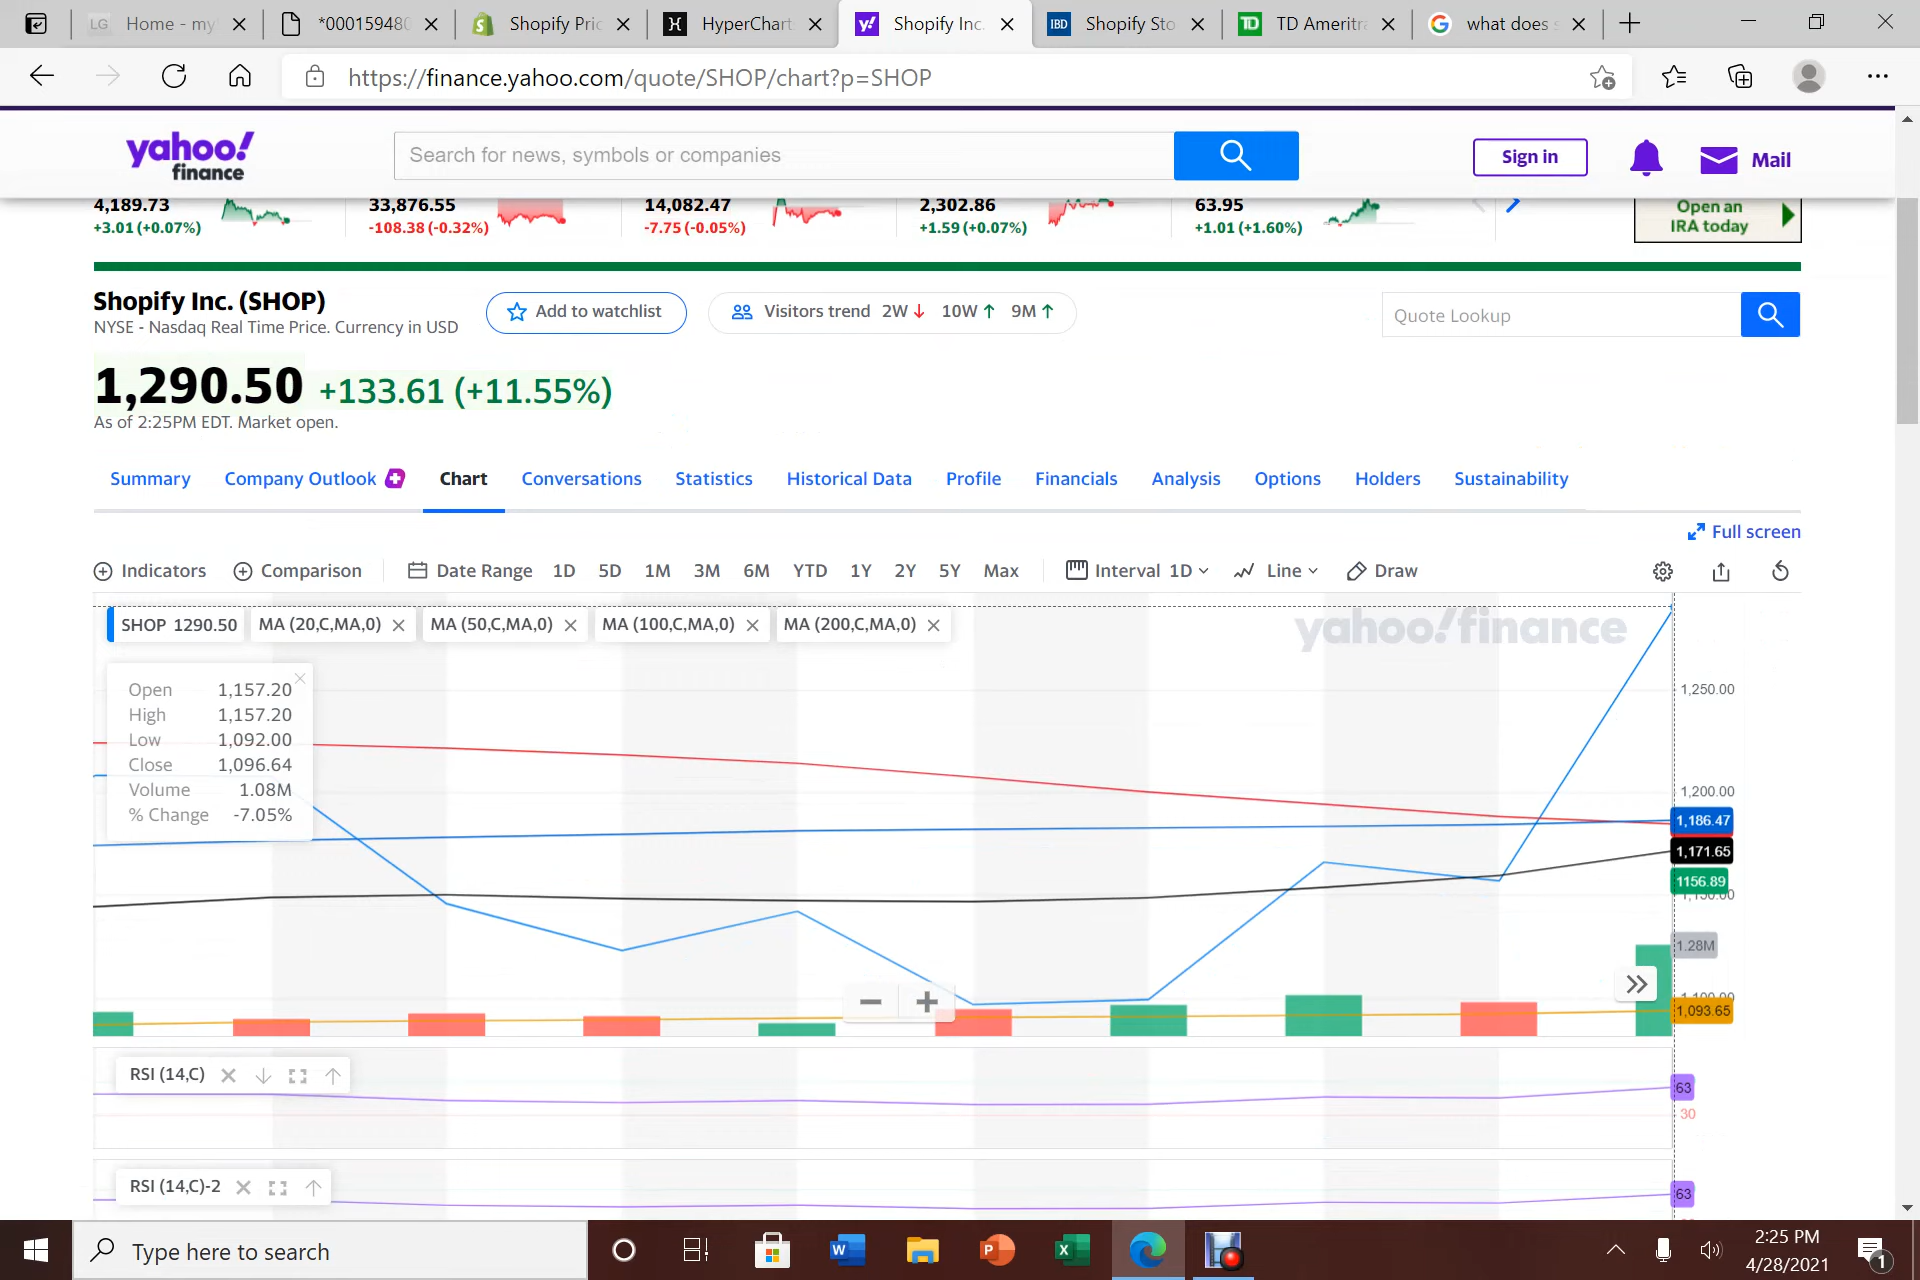 LG Home - my
*000159480
Shopify Pric
HyperChart
Shopify Inc.
IBD Shopify Sto
TD TD Ameritra
what does s
https://finance.yahoo.com/quote/SHOP/chart?p=SHOP
yahoo!
finance
Search for news, symbols or companies
Sign in
Mail
4,189.73
+3.01 (+0.07%)
33,876.55
-108.38 (-0.32%)
14,082.47
-7.75 (-0.05%)
2,302.86
+1.59 (+0.07%)
63.95
+1.01 (+1.60%)
Open an
IRA today
Shopify Inc. (SHOP)
NYSE - Nasdaq Real Time Price. Currency in USD
Add to watchlist
Visitors trend 2W ↓ 10W ↑ 9M ↑
Quote Lookup
1,290.50 +133.61 (+11.55%)
As of 2:25PM EDT. Market open.
Summary Company Outlook Chart Conversations Statistics Historical Data Profile Financials Analysis Options Holders Sustainability
Full screen
Indicators Comparison Date Range 1D 5D 1M 3M 6M YTD 1Y 2Y 5Y Max Interval 1D Line Draw
SHOP 1290.50 MA (20,C,MA,0) MA (50,C,MA,0) MA (100,C,MA,0) MA (200,C,MA,0)
yahoo!finance
Open 1,157.20
High 1,157.20
Low 1,092.00
Close 1,096.64
Volume 1.08M
% Change -7.05%
1,250.00
1,200.00
1,186.47
1,171.65
1156.89
1,150.00
1.28M
1,100.00
1,093.65
RSI (14,C)
63
30
RSI (14,C)-2
63
Type here to search
2:25 PM
4/28/2021
1